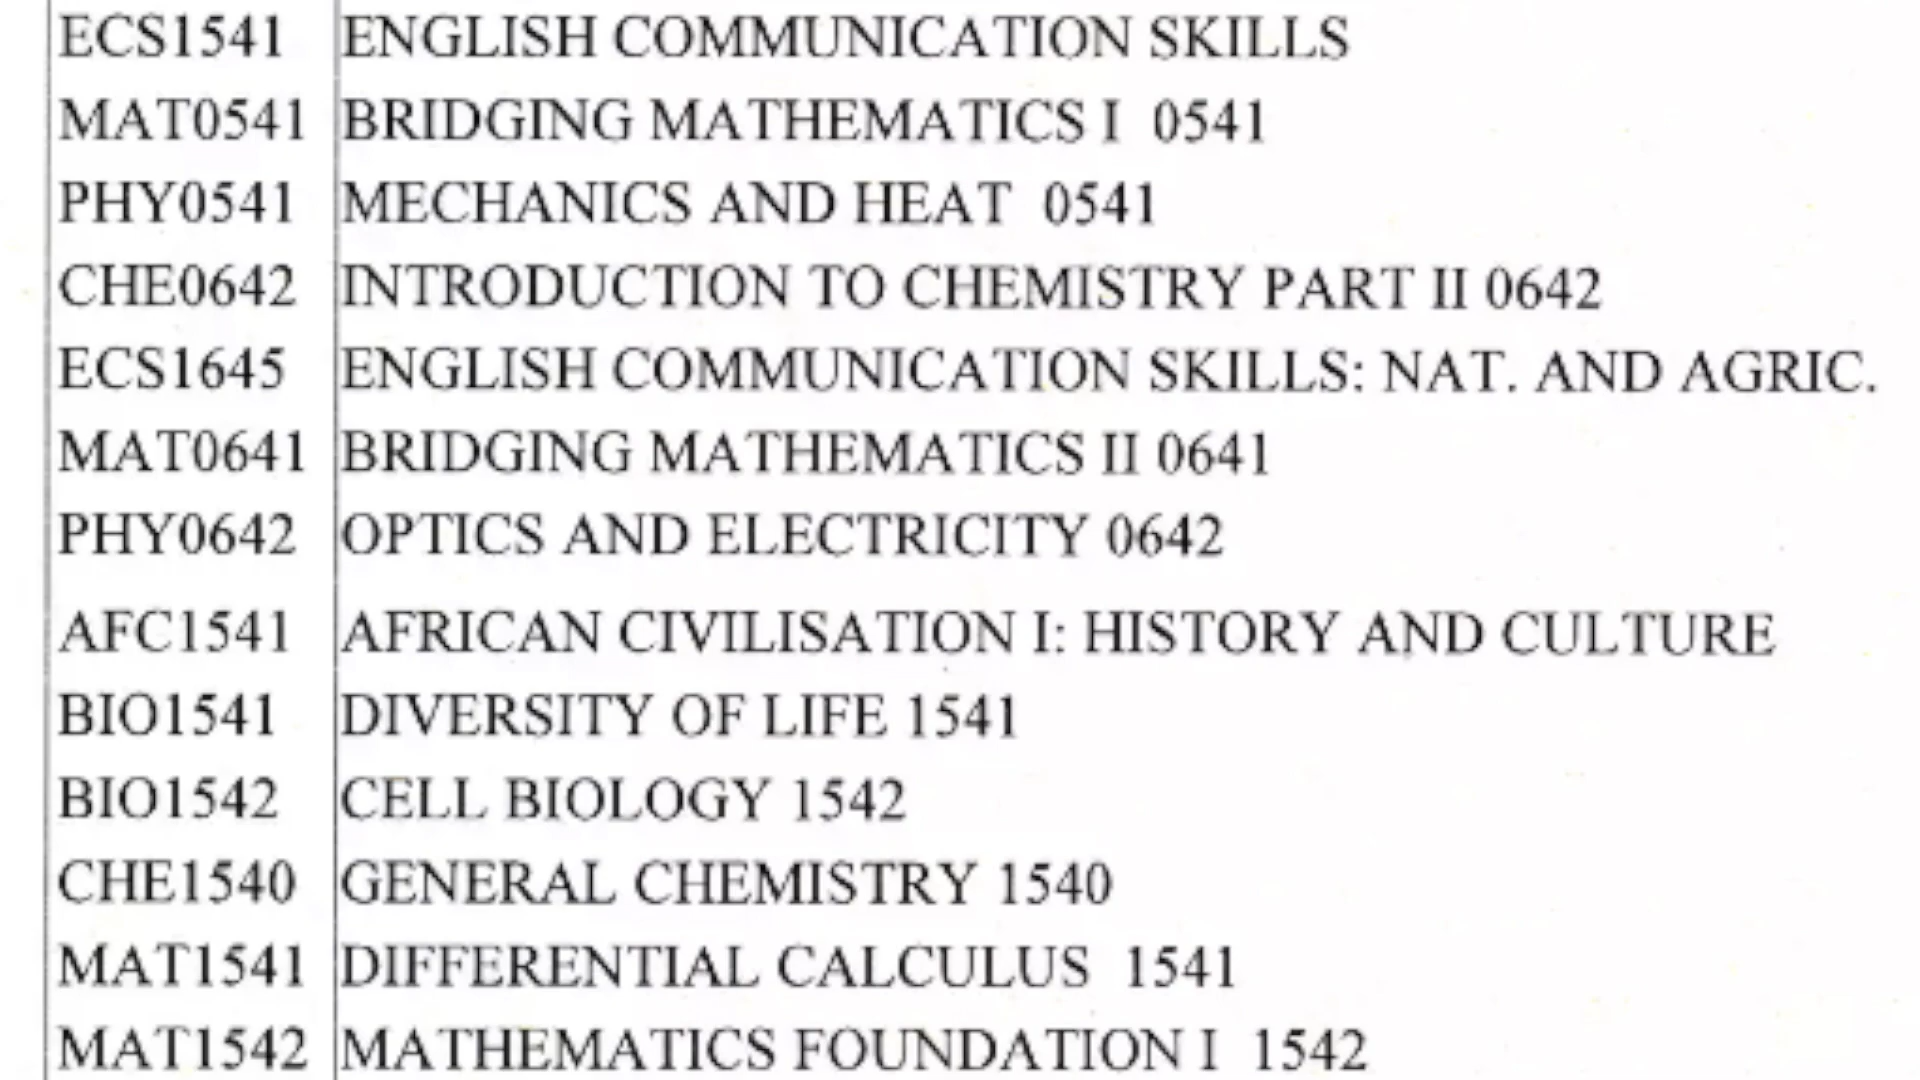 ECS1541 ENGLISH COMMUNICATION SKILLS
MAT0541 BRIDGING MATHEMATICS I 0541
PHY0541 MECHANICS AND HEAT 0541
CHE0642 INTRODUCTION TO CHEMISTRY PART II 0642
ECS1645 ENGLISH COMMUNICATION SKILLS: NAT. AND AGRIC.
MAT0641 BRIDGING MATHEMATICS II 0641
PHY0642 OPTICS AND ELECTRICITY 0642
AFC1541 AFRICAN CIVILISATION I: HISTORY AND CULTURE
BIO1541 DIVERSITY OF LIFE 1541
BIO1542 CELL BIOLOGY 1542
CHE1540 GENERAL CHEMISTRY 1540
MAT1541 DIFFERENTIAL CALCULUS 1541
MAT1542 MATHEMATICS FOUNDATION I 1542